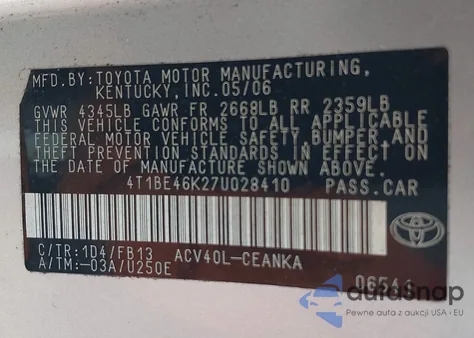 MFD.BY: TOYOTA MOTOR MANUFACTURING,
KENTUCKY, INC.05/06
GVWR 4345LB GAWR FR 2668LB RR 2359LB
THIS VEHICLE CONFORMS TO ALL APPLICABLE
FEDERAL MOTOR VEHICLE SAFETY, BUMPER, AND
THEFT PREVENTION STANDARDS IN EFFECT ON
THE DATE OF MANUFACTURE SHOWN ABOVE.
4T1BE46K27U028410 PASS.CAR
C/TR:1D4/FB13 ACV40L-CEANKA
A/TM:-03A/U250E
TOYOTA
autosnap
Pewne auta z aukcji USA · EU